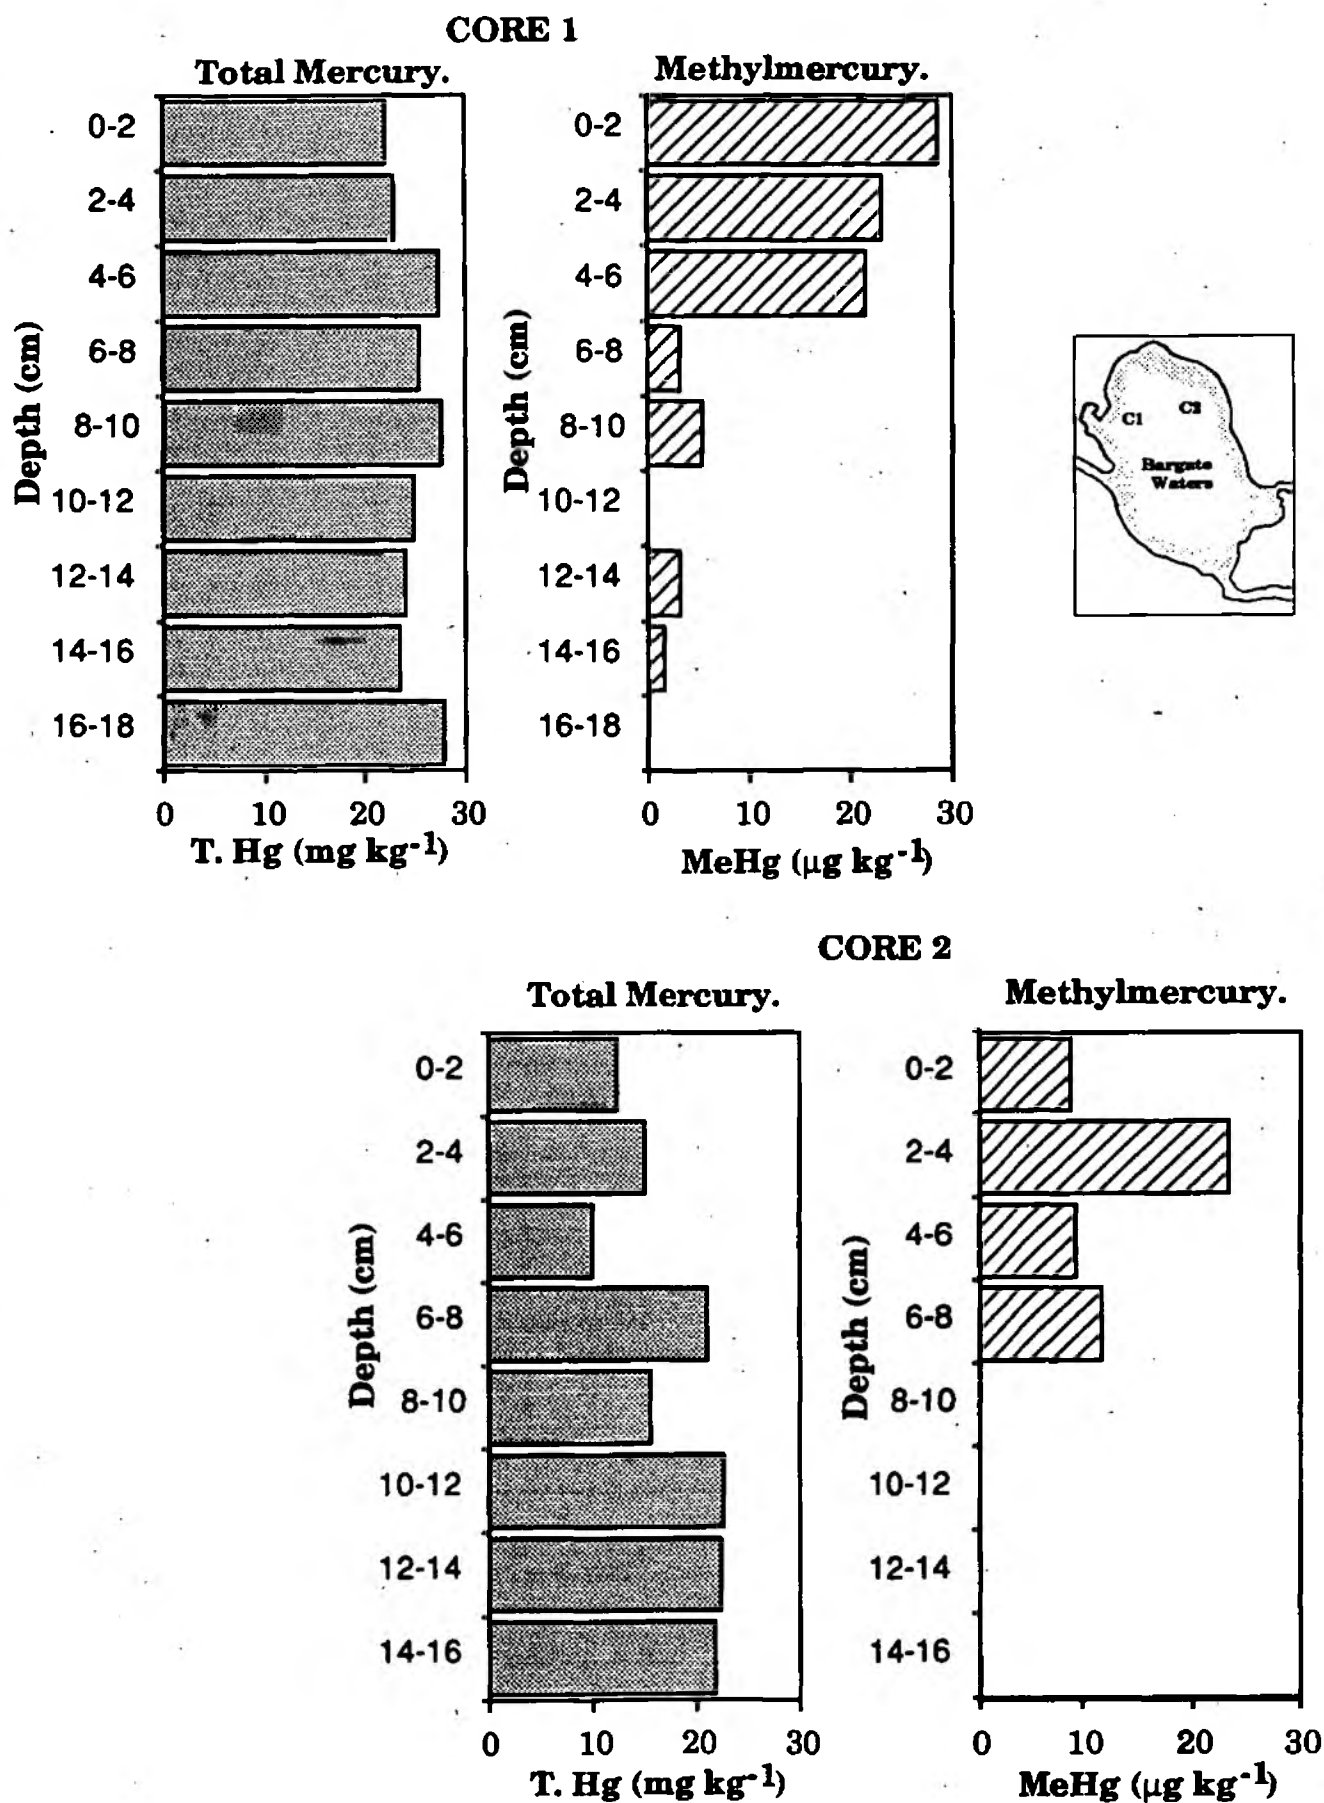 CORE 1
Total Mercury.
Depth (cm)
0-2
2-4
4-6
6-8
8-10
10-12
12-14
14-16
16-18
0 10 20 30
T. Hg (mg kg-1)
Methylmercury.
Depth (cm)
0-2
2-4
4-6
6-8
8-10
10-12
12-14
14-16
16-18
0 10 20 30
MeHg (µg kg-1)
C1
C2
Bargate
Waters
CORE 2
Total Mercury.
Depth (cm)
0-2
2-4
4-6
6-8
8-10
10-12
12-14
14-16
0 10 20 30
T. Hg (mg kg-1)
Methylmercury.
Depth (cm)
0-2
2-4
4-6
6-8
8-10
10-12
12-14
14-16
0 10 20 30
MeHg (µg kg-1)